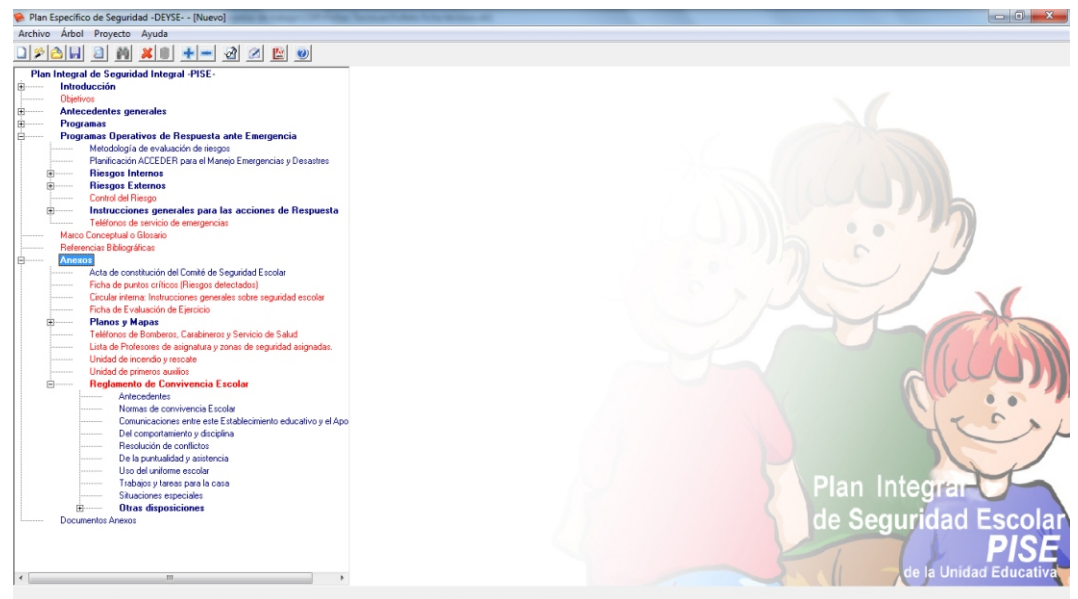 Plan Específico de Seguridad -DEYSE- - [Nuevo]
Archivo Árbol Proyecto Ayuda
Plan Integral de Seguridad Integral -PISE-
Introducción
Objetivos
Antecedentes generales
Programas
Programas Operativos de Respuesta ante Emergencia
Metodología de evaluación de riesgos
Planificación ACCEDER para el Manejo Emergencias y Desastres
Riesgos Internos
Riesgos Externos
Control del Riesgo
Instrucciones generales para las acciones de Respuesta
Teléfonos de servicio de emergencias
Marco Conceptual o Glosario
Referencias Bibliográficas
Anexos
Acta de constitución del Comité de Seguridad Escolar
Ficha de puntos críticos (Riesgos detectados)
Circular interna: Instrucciones generales sobre seguridad escolar
Ficha de Evaluación de Ejercicio
Planos y Mapas
Teléfonos de Bomberos, Carabineros y Servicio de Salud
Lista de Profesores de asignatura y zonas de seguridad asignadas.
Unidad de incendio y rescate
Unidad de primeros auxilios
Reglamento de Convivencia Escolar
Antecedentes
Normas de convivencia Escolar
Comunicaciones entre este Establecimiento educativo y el Apo
Del comportamiento y disciplina
Resolución de conflictos
De la puntualidad y asistencia
Uso del uniforme escolar
Trabajos y tareas para la casa
Situaciones especiales
Otras disposiciones
Documentos Anexos
Plan Integral
de Seguridad Escolar
PISE
de la Unidad Educativa